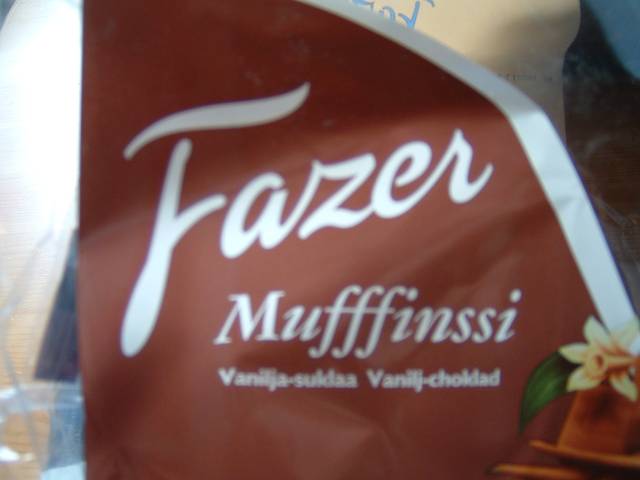 Fazer
Mufffinssi
Vanilja-suklaa Vanilj-choklad